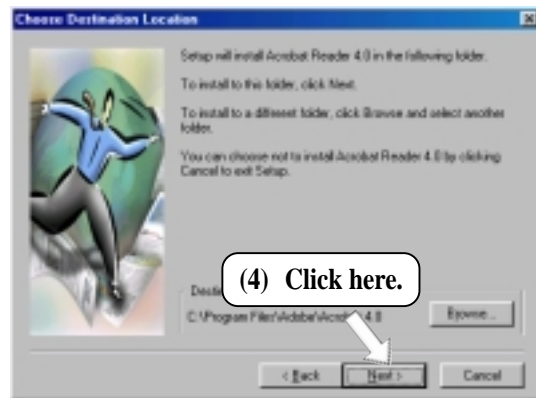 Choose Destination Location
Setup will install Acrobat Reader 4.0 in the following folder.
To install to this folder, click Next.
To install to a different folder, click Browse and select another
folder.
You can choose not to install Acrobat Reader 4.0 by clicking
Cancel to exit Setup.
(4) Click here.
C:\Program Files\Adobe\ 4.0
Browse...
< Back
Next >
Cancel